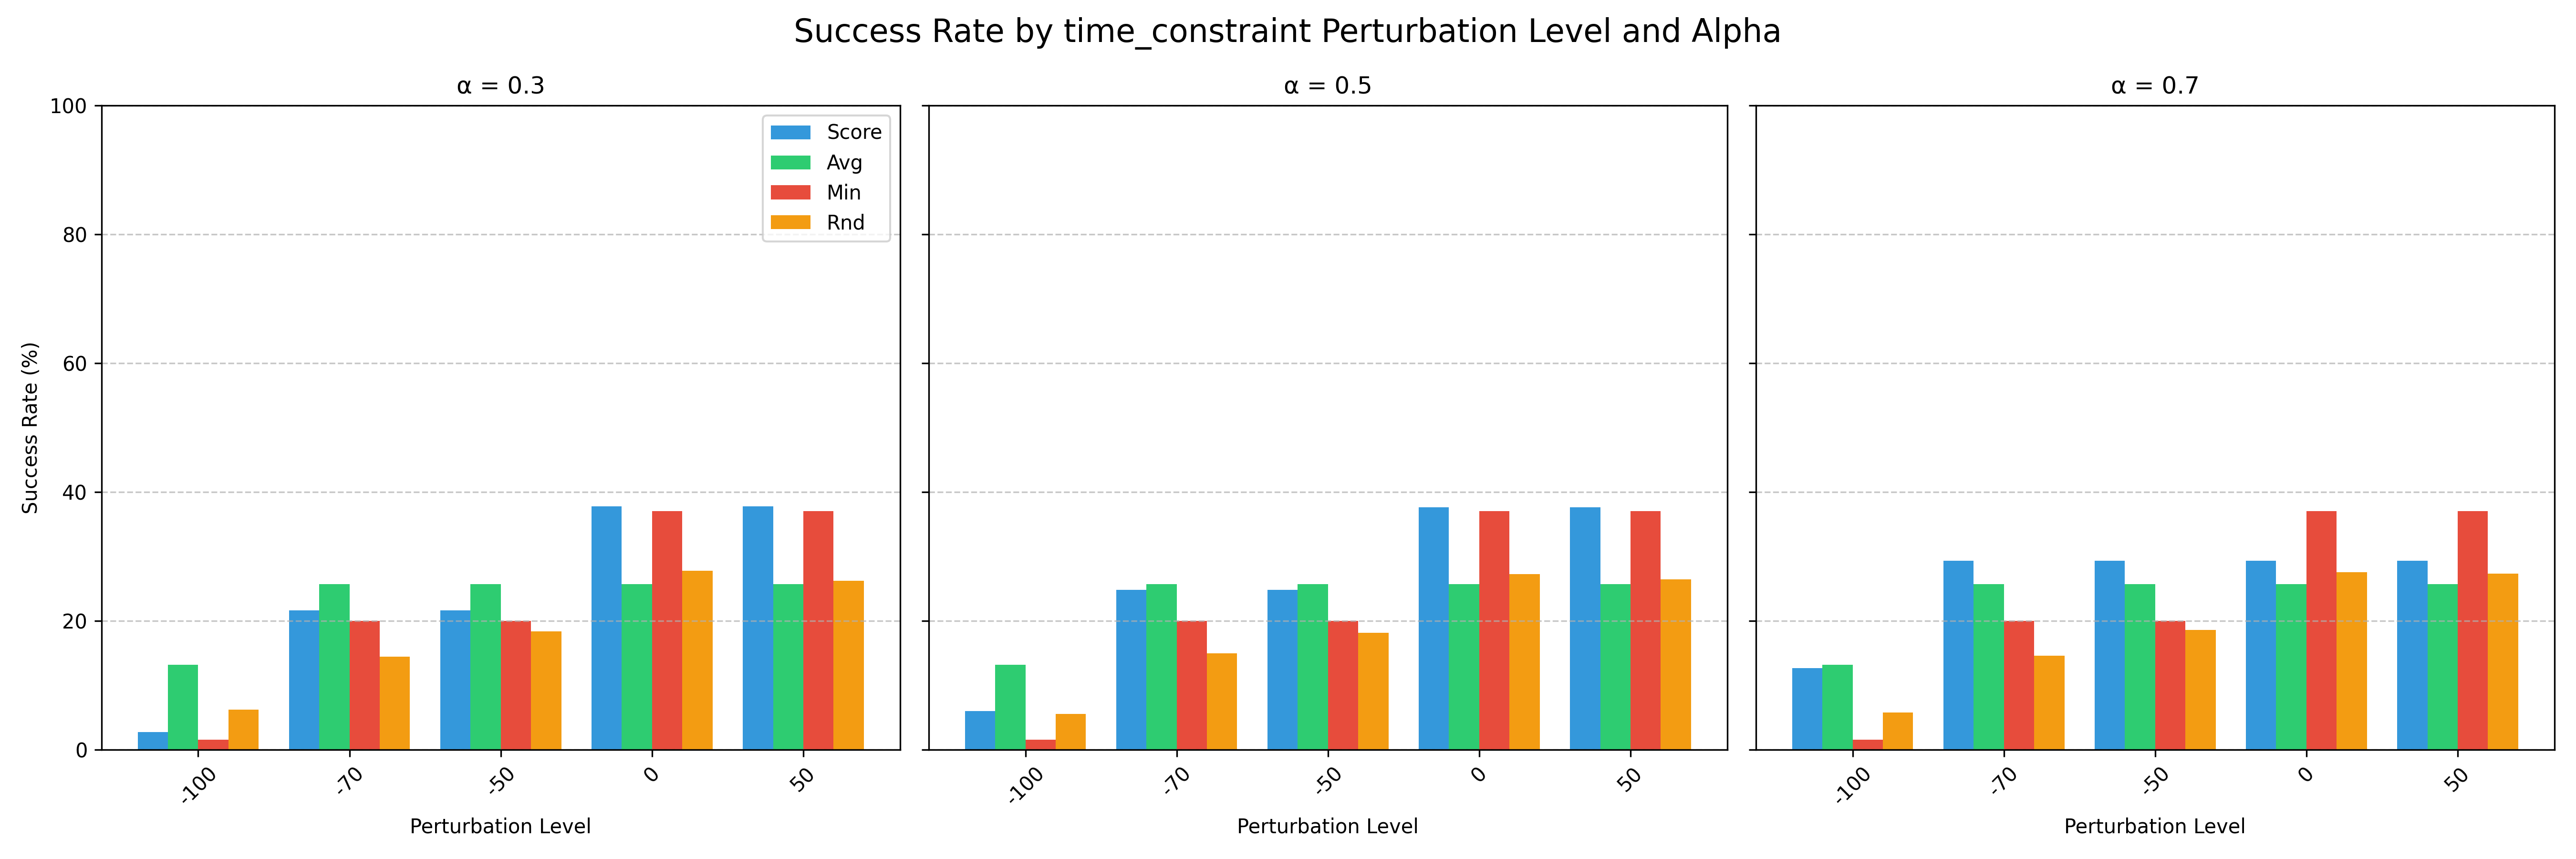 Success Rate by time_constraint Perturbation Level and Alpha
α = 0.3
α = 0.5
α = 0.7
Success Rate (%)
100
80
60
40
20
0
Score
Avg
Min
Rnd
-100
-70
-50
0
50
Perturbation Level
-100
-70
-50
0
50
Perturbation Level
-100
-70
-50
0
50
Perturbation Level